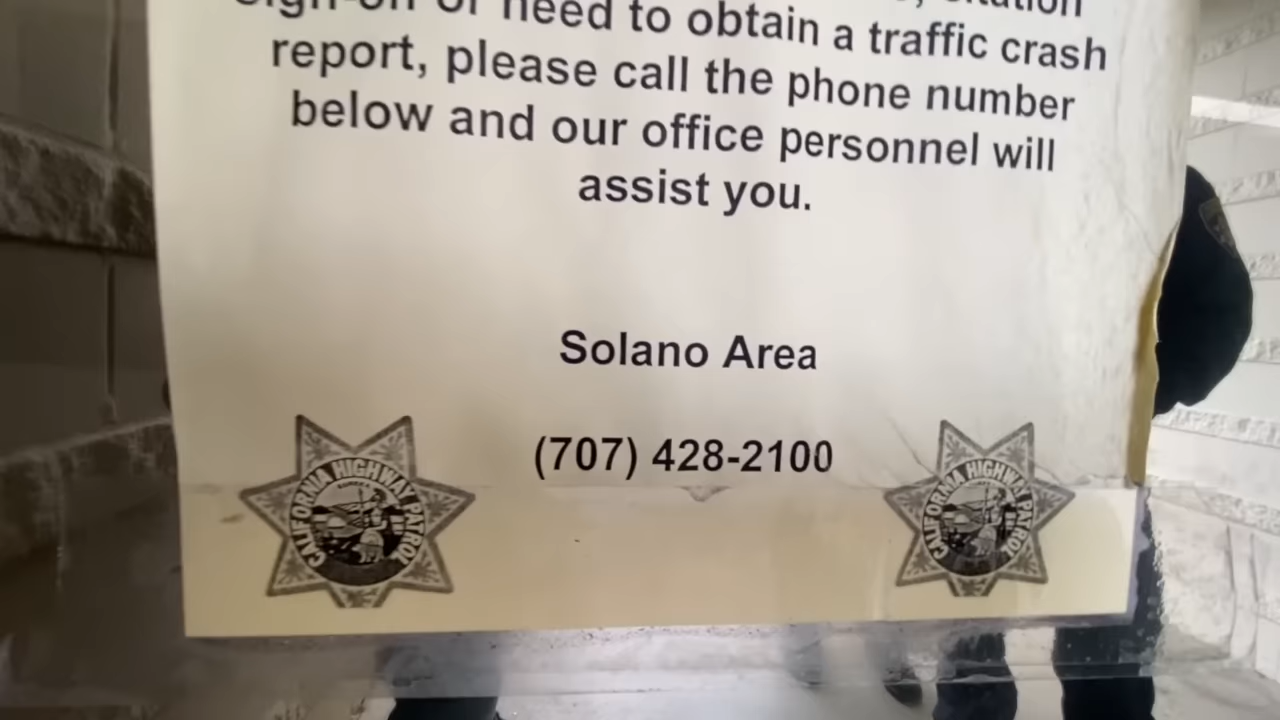 sign-off or need to obtain a traffic crash
report, please call the phone number
below and our office personnel will
assist you.
Solano Area
(707) 428-2100
CALIFORNIA HIGHWAY PATROL
CALIFORNIA HIGHWAY PATROL